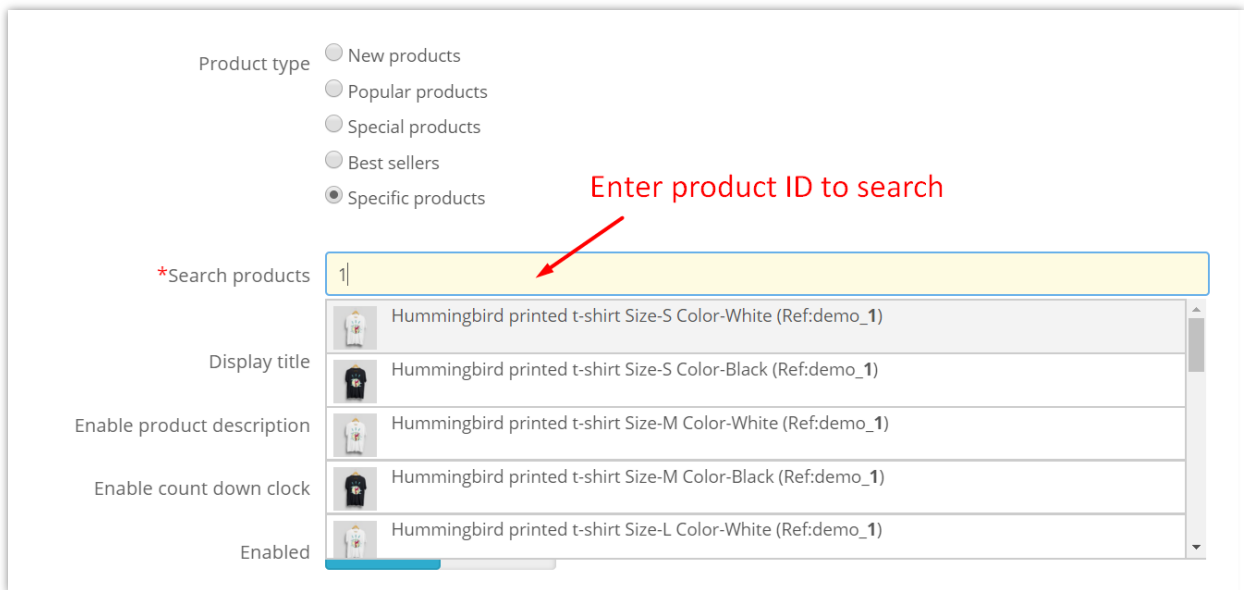 Product type
New products
Popular products
Special products
Best sellers
Specific products
Enter product ID to search
*Search products
1
Hummingbird printed t-shirt Size-S Color-White (Ref:demo_1)
Display title
Hummingbird printed t-shirt Size-S Color-Black (Ref:demo_1)
Enable product description
Hummingbird printed t-shirt Size-M Color-White (Ref:demo_1)
Enable count down clock
Hummingbird printed t-shirt Size-M Color-Black (Ref:demo_1)
Enabled
Hummingbird printed t-shirt Size-L Color-White (Ref:demo_1)